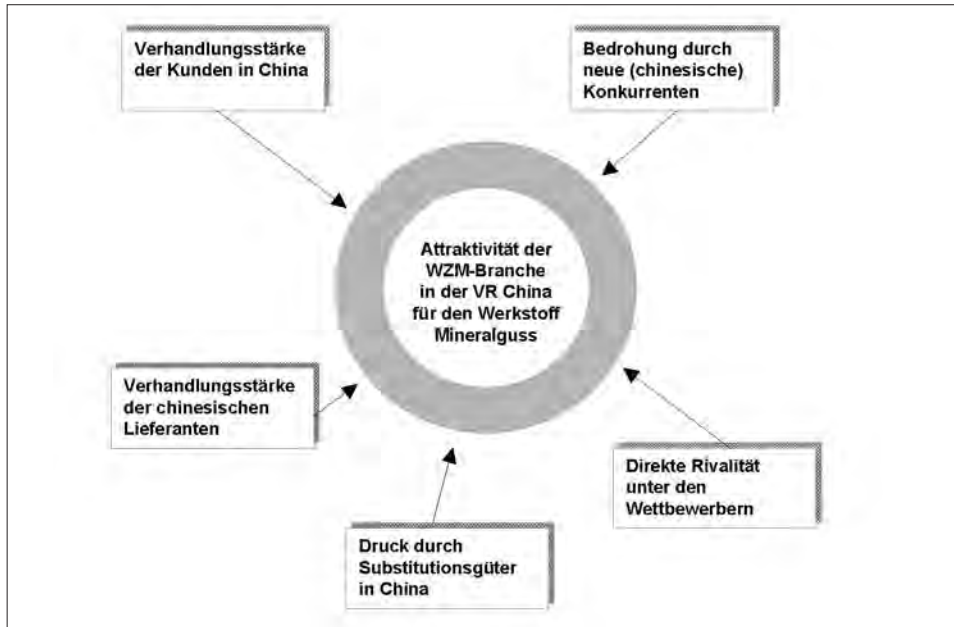 Verhandlungsstärke
der Kunden in China
Bedrohung durch
neue (chinesische)
Konkurrenten
Attraktivität der
WZM-Branche
in der VR China
für den Werkstoff
Mineralguss
Verhandlungsstärke
der chinesischen
Lieferanten
Direkte Rivalität
unter den
Wettbewerbern
Druck durch
Substitutionsgüter
in China